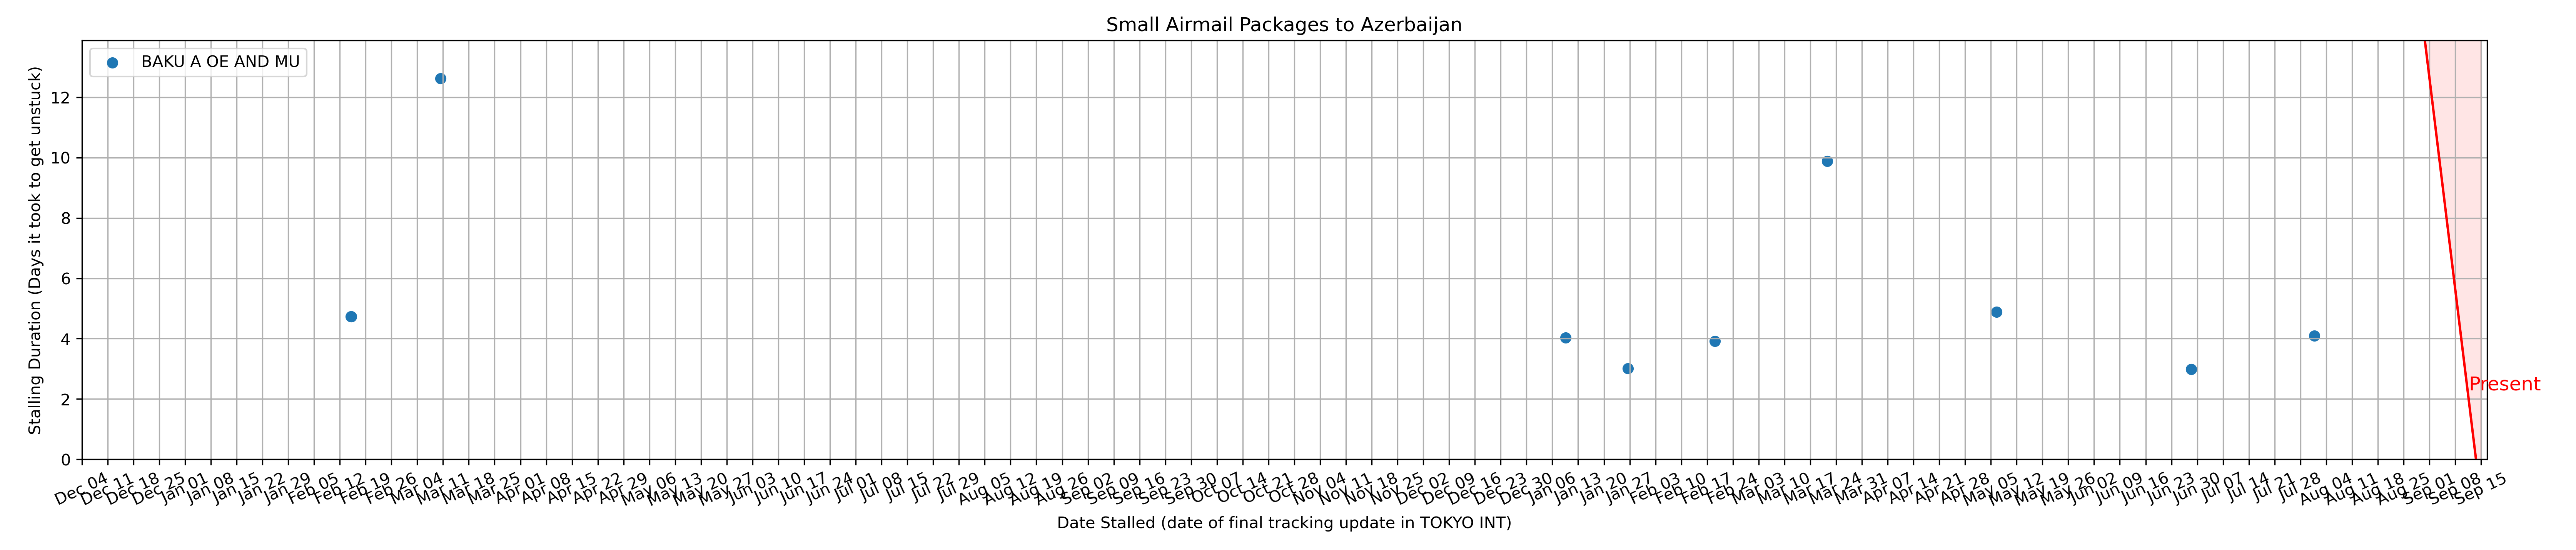 Small Airmail Packages to Azerbaijan
BAKU A OE AND MU
Stalling Duration (Days it took to get unstuck)
12
10
8
6
4
2
0
Present
Dec 04 Dec 11 Dec 18 Dec 25 Jan 01 Jan 08 Jan 15 Jan 22 Jan 29 Feb 05 Feb 12 Feb 19 Feb 26 Mar 04 Mar 11 Mar 18 Mar 25 Apr 01 Apr 08 Apr 15 Apr 22 Apr 29 May 06 May 13 May 20 May 27 Jun 03 Jun 10 Jun 17 Jun 24 Jul 01 Jul 08 Jul 15 Jul 22 Jul 29 Aug 05 Aug 12 Aug 19 Aug 26 Sep 02 Sep 09 Sep 16 Sep 23 Sep 30 Oct 07 Oct 14 Oct 21 Oct 28 Nov 04 Nov 11 Nov 18 Nov 25 Dec 02 Dec 09 Dec 16 Dec 23 Dec 30 Jan 06 Jan 13 Jan 20 Jan 27 Feb 03 Feb 10 Feb 17 Feb 24 Mar 03 Mar 10 Mar 17 Mar 24 Mar 31 Apr 07 Apr 14 Apr 21 Apr 28 May 05 May 12 May 19 May 26 Jun 02 Jun 09 Jun 16 Jun 23 Jun 30 Jul 07 Jul 14 Jul 21 Jul 28 Aug 04 Aug 11 Aug 18 Aug 25 Sep 01 Sep 08 Sep 15
Date Stalled (date of final tracking update in TOKYO INT)